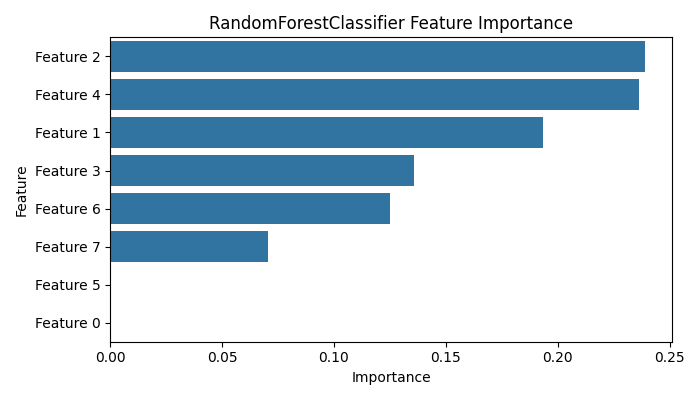 RandomForestClassifier Feature Importance
Feature 2
Feature 4
Feature 1
Feature 3
Feature 6
Feature 7
Feature 5
Feature 0
Feature
0.00
0.05
0.10
0.15
0.20
0.25
Importance